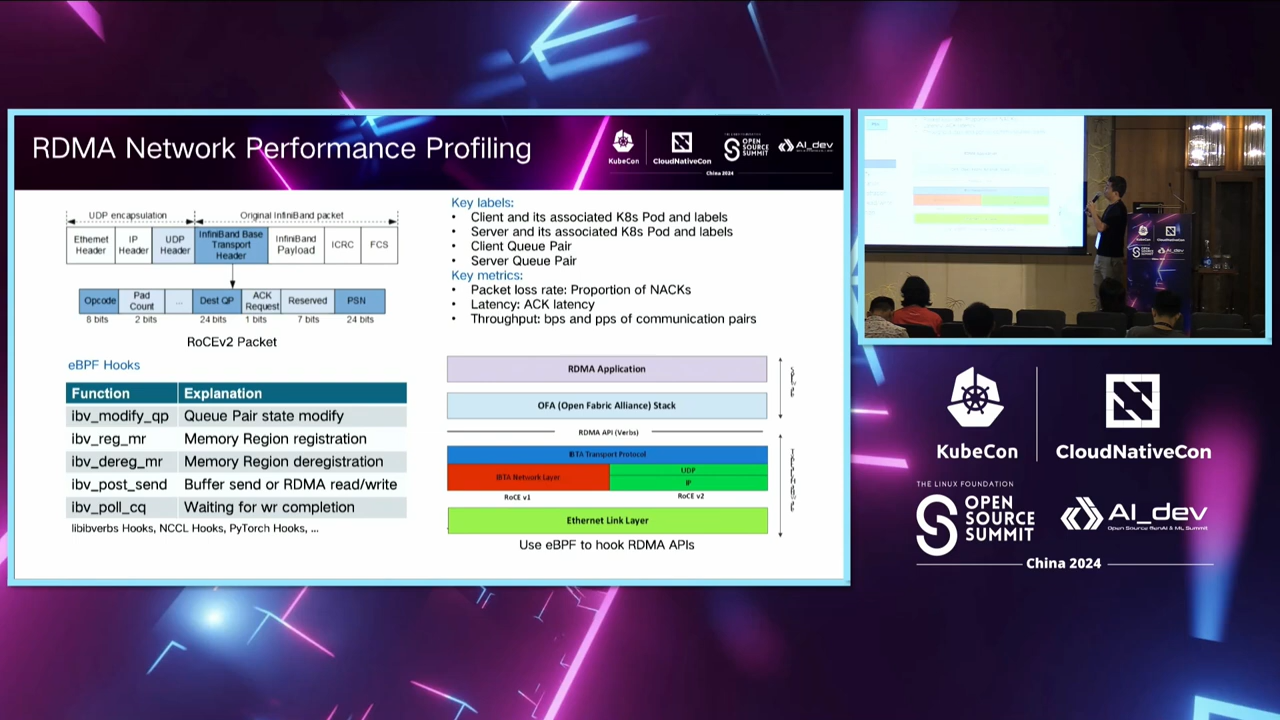 RDMA Network Performance Profiling
KubeCon
CloudNativeCon
THE LINUX FOUNDATION
OPEN
SOURCE
SUMMIT
AI_dev
China 2024
UDP encapsulation
Original InfiniBand packet
Ethernet Header
IP Header
UDP Header
InfiniBand Base Transport Header
InfiniBand Payload
ICRC
FCS
Opcode
Pad Count
...
Dest QP
ACK Request
Reserved
PSN
8 bits
2 bits
24 bits
1 bits
7 bits
24 bits
RoCEv2 Packet
eBPF Hooks
Function Explanation
ibv_modify_qp Queue Pair state modify
ibv_reg_mr Memory Region registration
ibv_dereg_mr Memory Region deregistration
ibv_post_send Buffer send or RDMA read/write
ibv_poll_cq Waiting for wr completion
libibverbs Hooks, NCCL Hooks, PyTorch Hooks, ...
Key labels:
• Client and its associated K8s Pod and labels
• Server and its associated K8s Pod and labels
• Client Queue Pair
• Server Queue Pair
Key metrics:
• Packet loss rate: Proportion of NACKs
• Latency: ACK latency
• Throughput: bps and pps of communication pairs
RDMA Application
OFA (Open Fabric Alliance) Stack
RDMA API (Verbs)
IBTA Transport Protocol
IBTA Network Layer
UDP
IP
RoCE v1
RoCE v2
Ethernet Link Layer
Use eBPF to hook RDMA APIs
KubeCon
CloudNativeCon
THE LINUX FOUNDATION
OPEN
SOURCE
SUMMIT
AI_dev
Open Source GenAI & ML Summit
China 2024